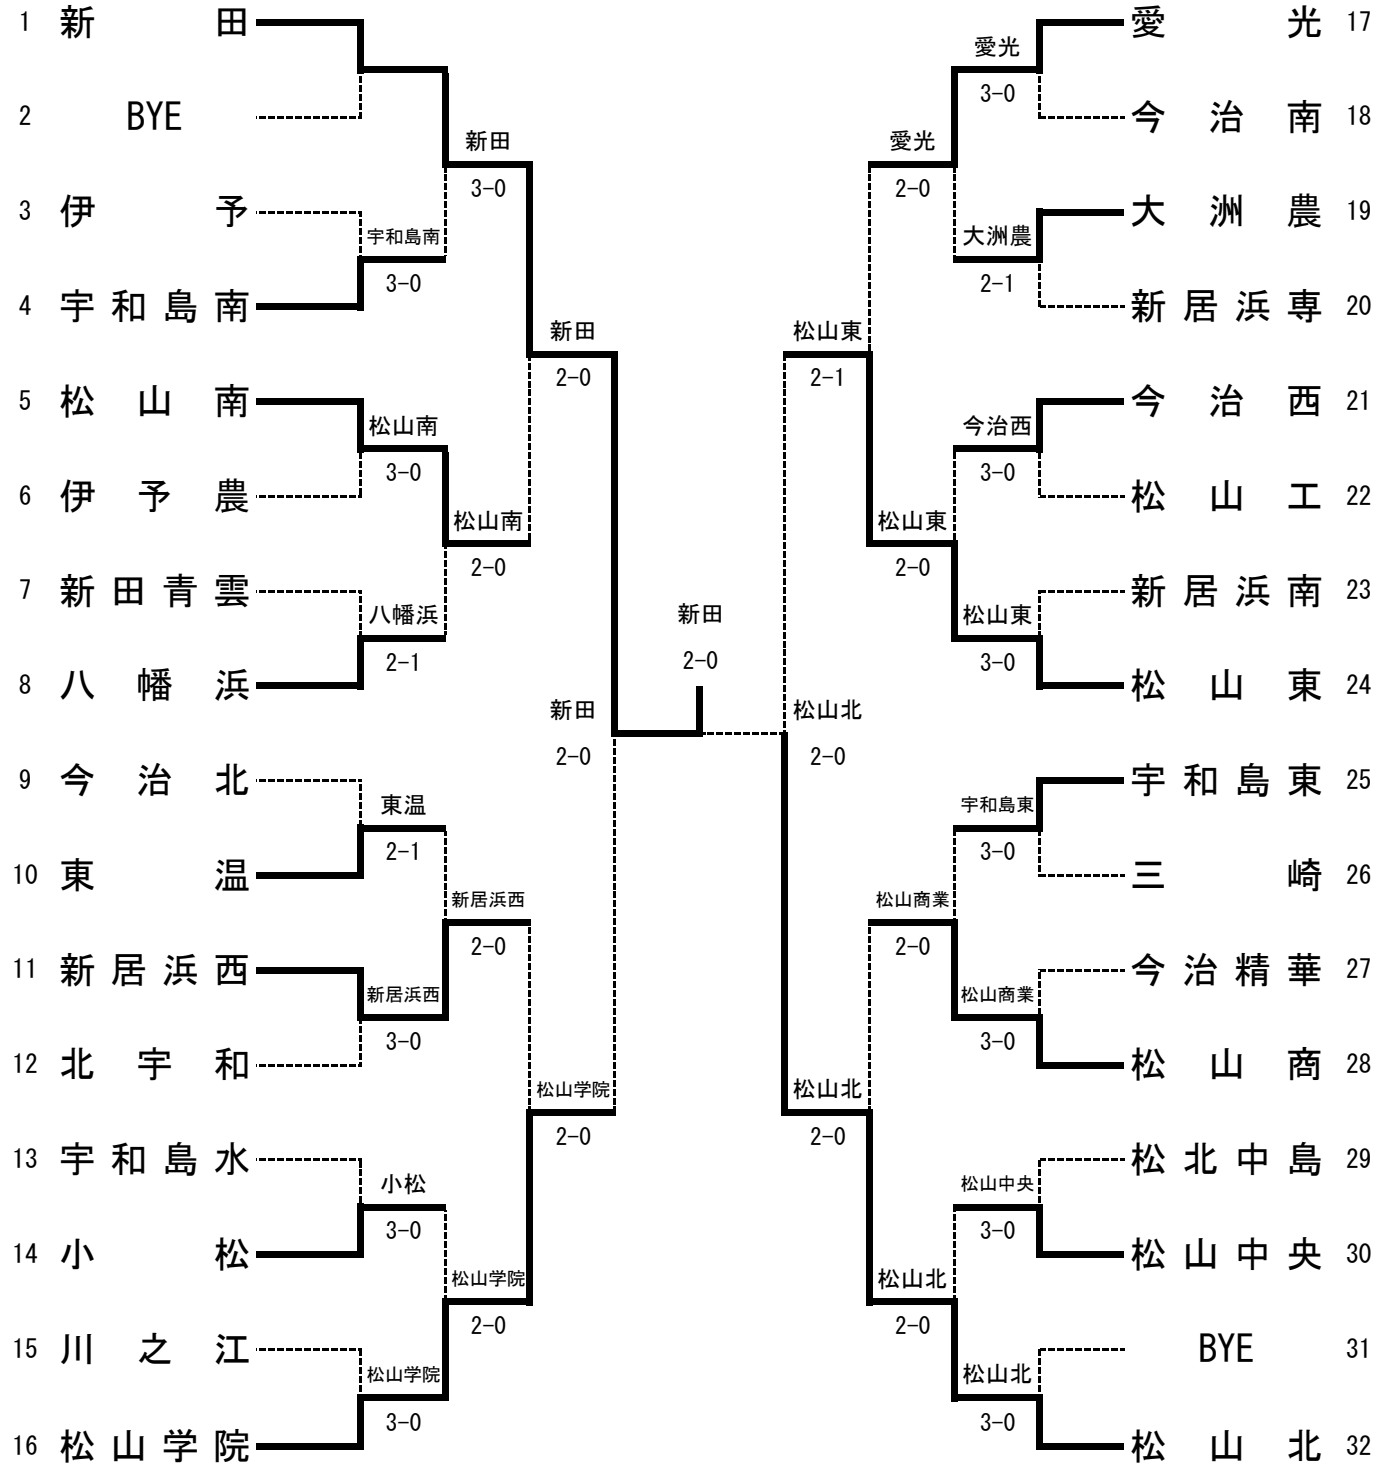 1 新田
2 BYE
3 伊予
4 宇和島南
5 松山南
6 伊予農
7 新田青雲
8 八幡浜
9 今治北
10 東温
11 新居浜西
12 北宇和
13 宇和島水
14 小松
15 川之江
16 松山学院
宇和島南
3-0
松山南
3-0
八幡浜
2-1
東温
2-1
新居浜西
3-0
小松
3-0
松山学院
3-0
新田
3-0
松山南
2-0
新居浜西
2-0
松山学院
2-0
新田
2-0
松山学院
2-0
新田
2-0
新田
2-0
松山北
2-0
松山東
2-1
松山北
2-0
愛光
2-0
松山東
2-0
松山商業
2-0
松山北
2-0
愛光
3-0
大洲農
2-1
今治西
3-0
松山東
3-0
宇和島東
3-0
松山商業
3-0
松山中央
3-0
松山北
3-0
愛光 17
今治南 18
大洲農 19
新居浜専 20
今治西 21
松山工 22
新居浜南 23
松山東 24
宇和島東 25
三崎 26
今治精華 27
松山商 28
松北中島 29
松山中央 30
BYE 31
松山北 32